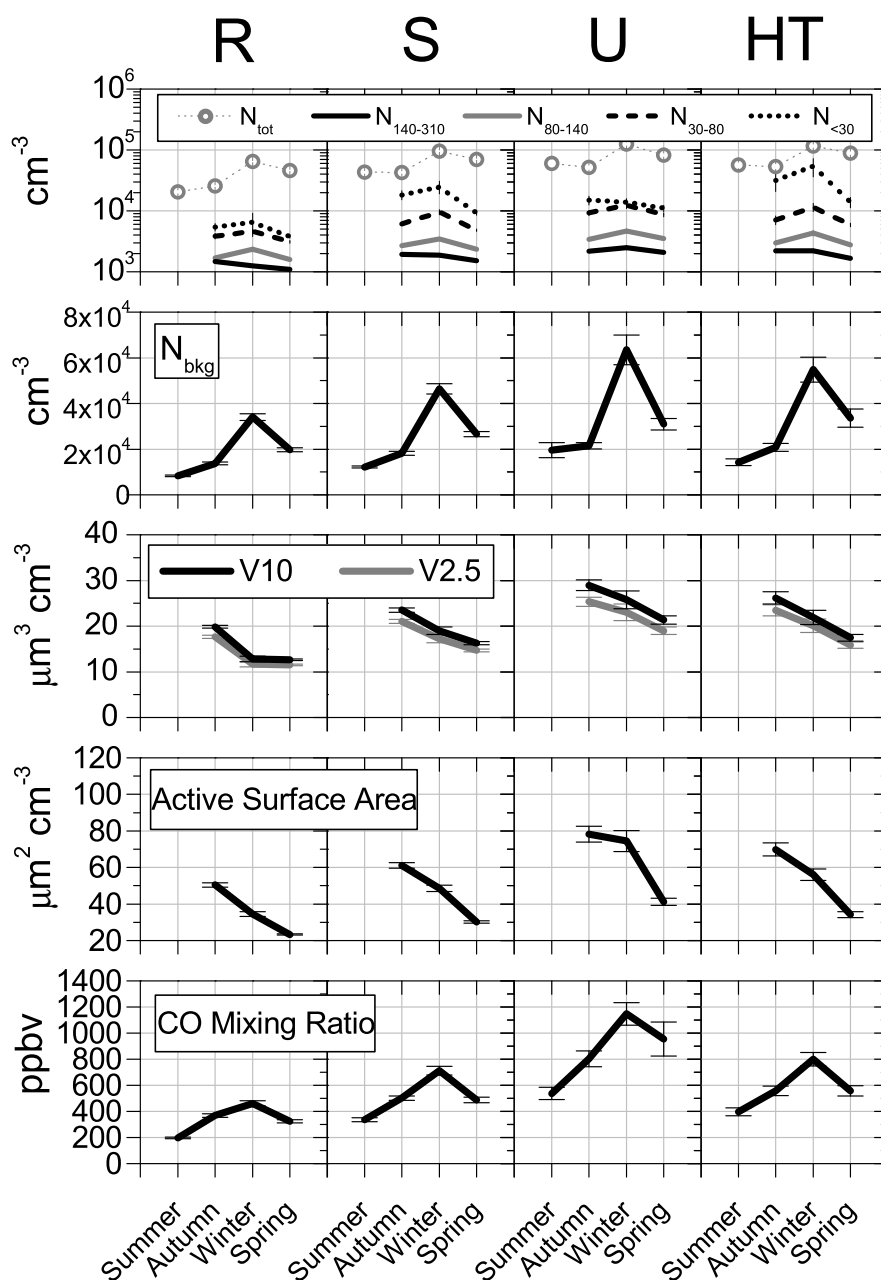 R S U HT
N_tot N_140-310 N_80-140 N_30-80 N_<30
10^6
10^5
10^4
10^3
cm^-3
N_bkg
8x10^4
6x10^4
4x10^4
2x10^4
0
cm^-3
V10 V2.5
40
30
20
10
0
µm^3 cm^-3
Active Surface Area
120
100
80
60
40
20
µm^2 cm^-3
CO Mixing Ratio
1400
1200
1000
800
600
400
200
0
ppbv
Summer Autumn Winter Spring Summer Autumn Winter Spring Summer Autumn Winter Spring Summer Autumn Winter Spring